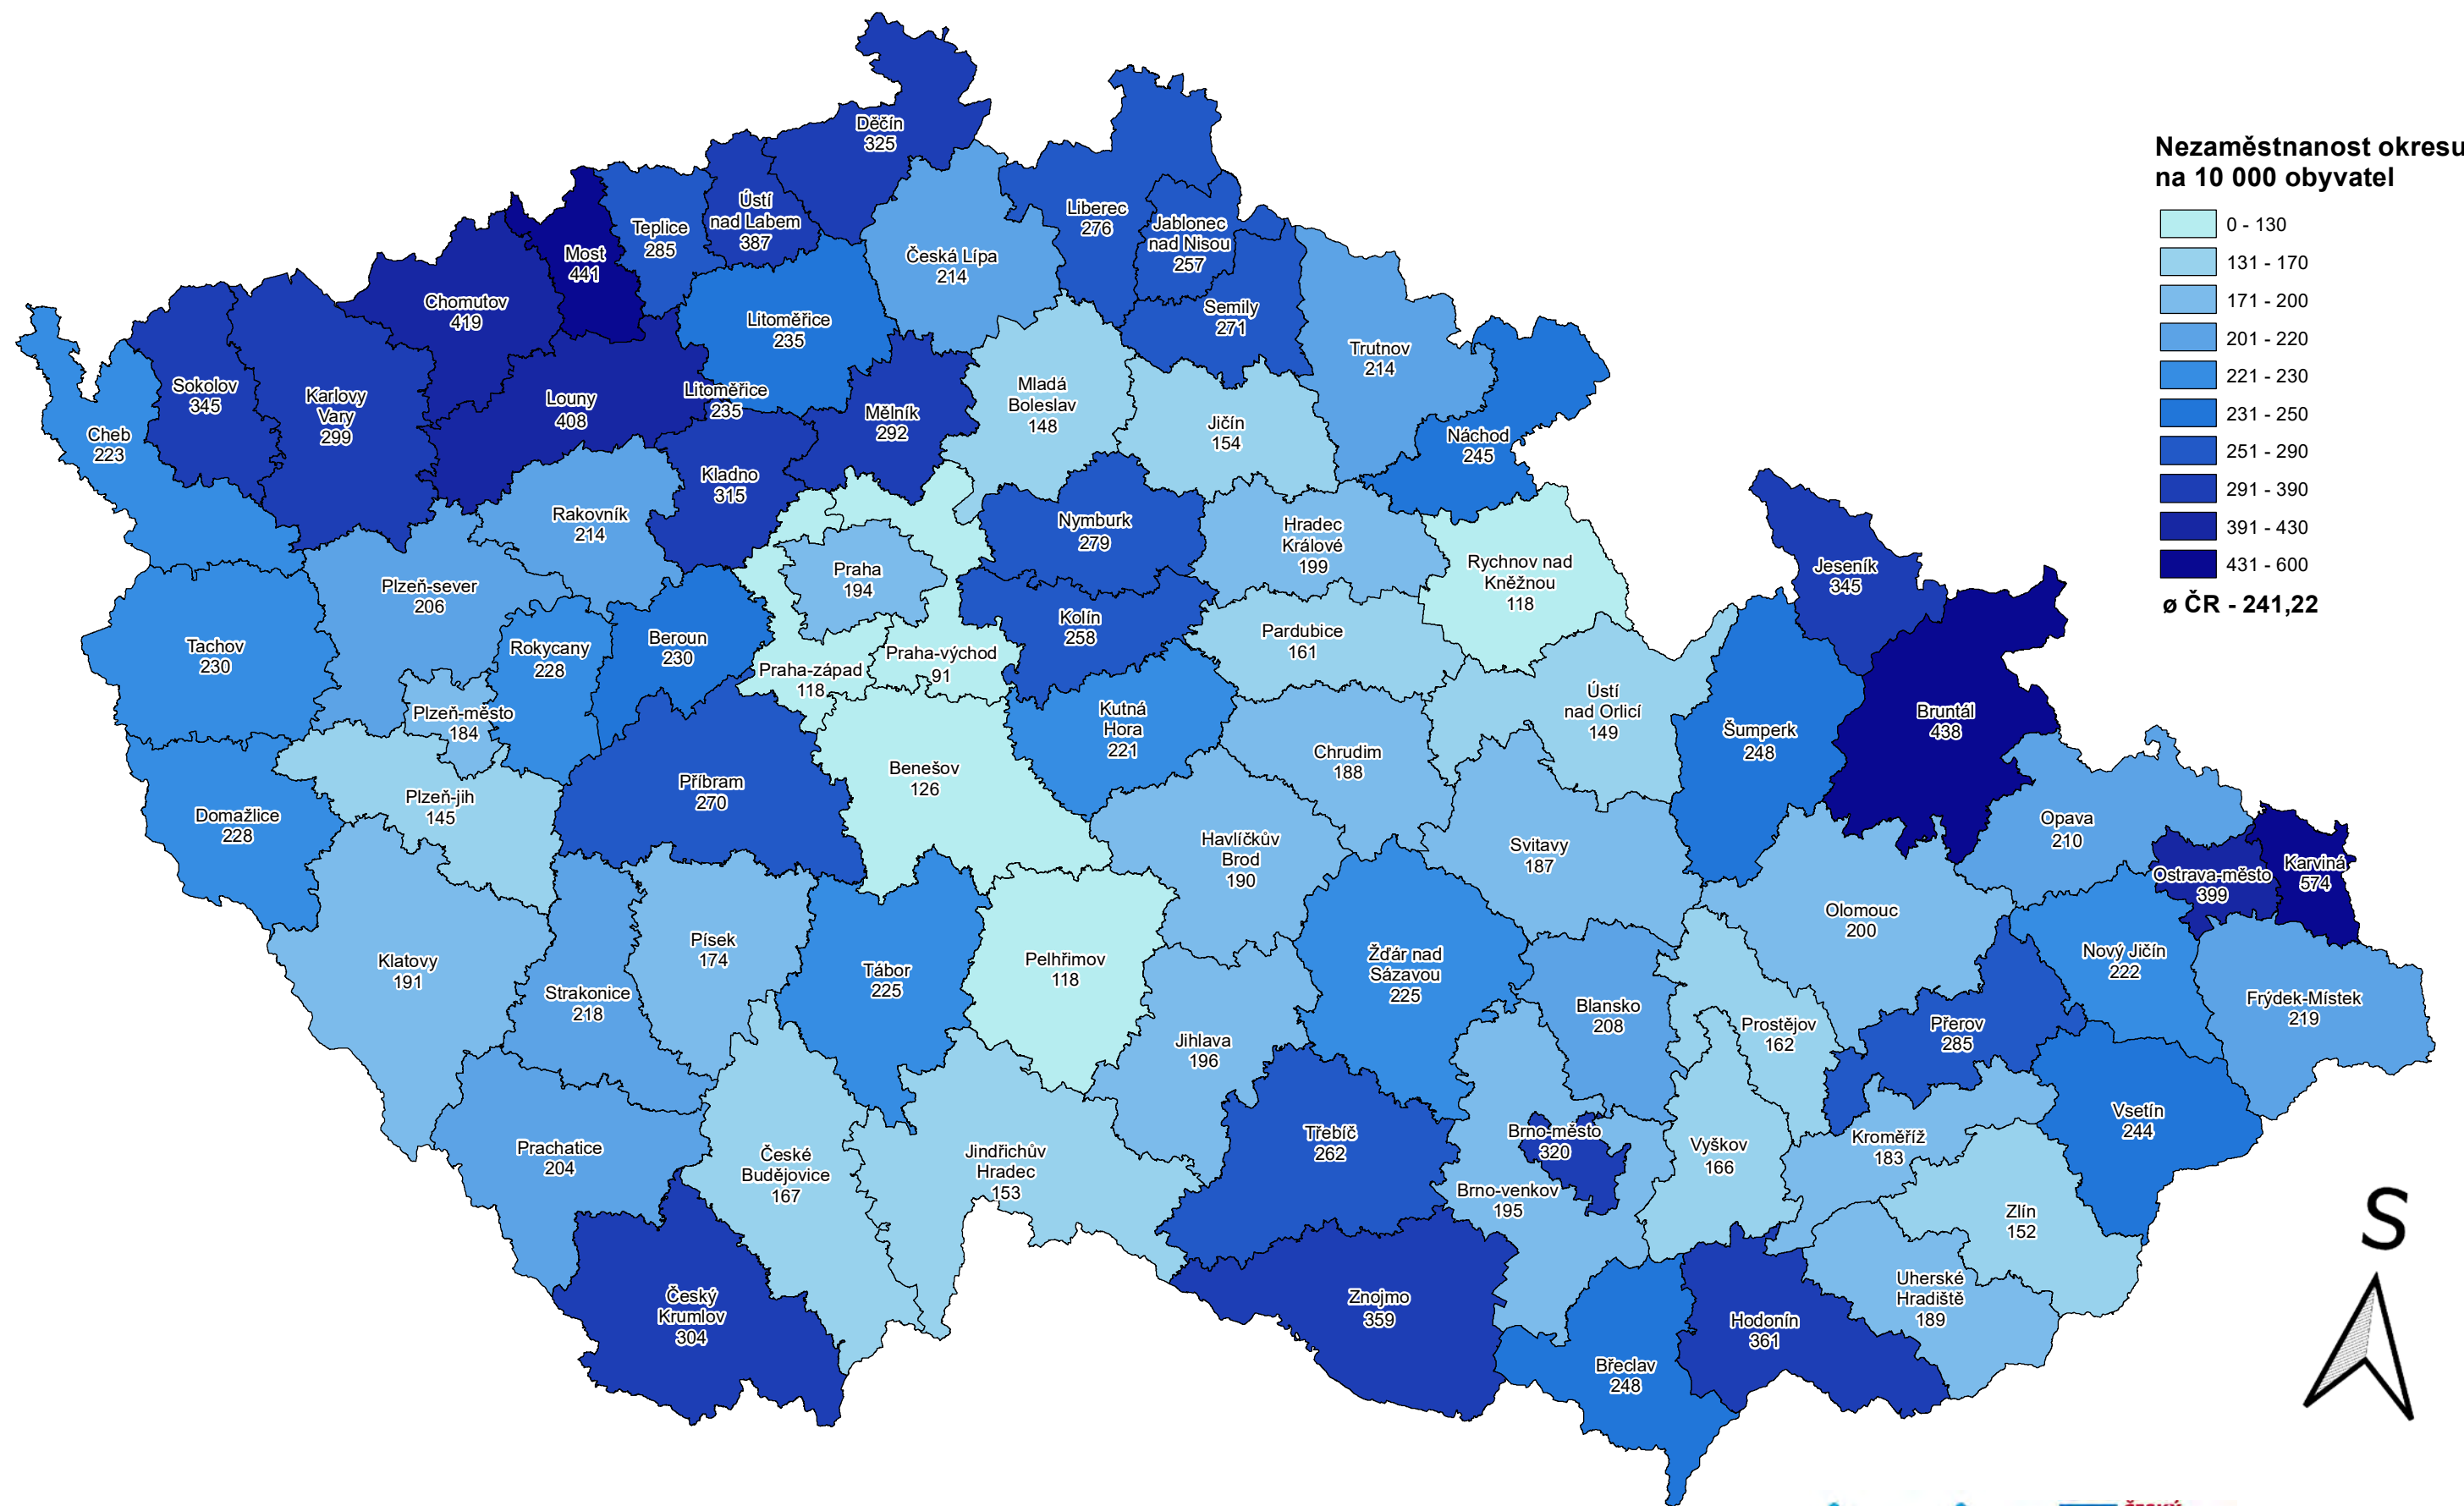 Nezaměstnanost okresu
na 10 000 obyvatel
0 - 130
131 - 170
171 - 200
201 - 220
221 - 230
231 - 250
251 - 290
291 - 390
391 - 430
431 - 600
ø ČR - 241,22
S
Děčín
325
Ústí
nad Labem
387
Teplice
285
Most
441
Chomutov
419
Litoměřice
235
Česká Lípa
214
Liberec
276
Jablonec
nad Nisou
257
Semily
271
Trutnov
214
Náchod
245
Cheb
223
Sokolov
345
Karlovy
Vary
299
Louny
408
Litoměřice
235
Mělník
292
Mladá
Boleslav
148
Jičín
154
Kladno
315
Rakovník
214
Praha
194
Nymburk
279
Hradec
Králové
199
Rychnov nad
Kněžnou
118
Jeseník
345
Plzeň-sever
206
Tachov
230
Rokycany
228
Beroun
230
Praha-západ
118
Praha-východ
91
Kolín
258
Pardubice
161
Ústí
nad Orlicí
149
Šumperk
248
Bruntál
438
Plzeň-město
184
Kutná
Hora
221
Chrudim
188
Benešov
126
Příbram
270
Plzeň-jih
145
Domažlice
228
Havlíčkův
Brod
190
Svitavy
187
Opava
210
Ostrava-město
399
Karviná
574
Olomouc
200
Klatovy
191
Písek
174
Strakonice
218
Tábor
225
Pelhřimov
118
Žďár nad
Sázavou
225
Blansko
208
Prostějov
162
Přerov
285
Nový Jičín
222
Frýdek-Místek
219
Jihlava
196
Třebíč
262
Brno-město
320
Brno-venkov
195
Vyškov
166
Kroměříž
183
Vsetín
244
Prachatice
204
České
Budějovice
167
Jindřichův
Hradec
153
Zlín
152
Český
Krumlov
304
Znojmo
359
Břeclav
248
Hodonín
361
Uherské
Hradiště
189